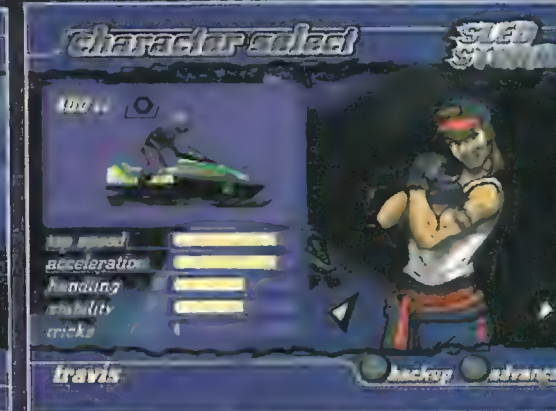 character select
SLED
STORM
top speed
acceleration
handling
stability
tricks
travis
backup advance